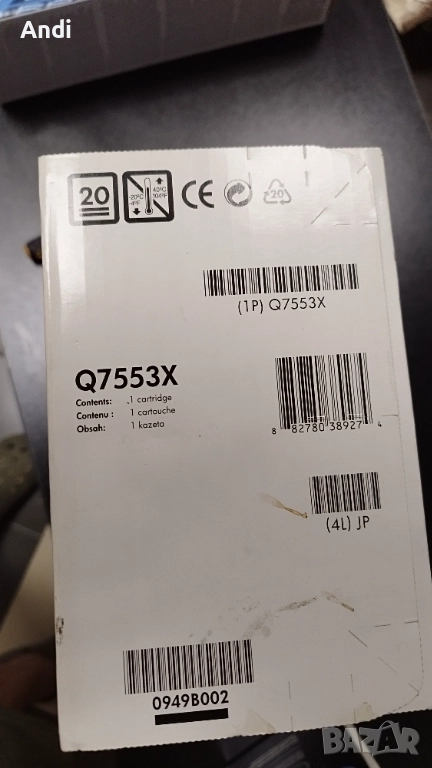 Andi
20
-20°C
-4°F
40°C
104°F
CE
20
(1P) Q7553X
Q7553X
Contents: 1 cartridge
Contenu : 1 cartouche
Obsah: 1 kazeta
8 82780 38927 4
(4L) JP
0949B002
BAZAR